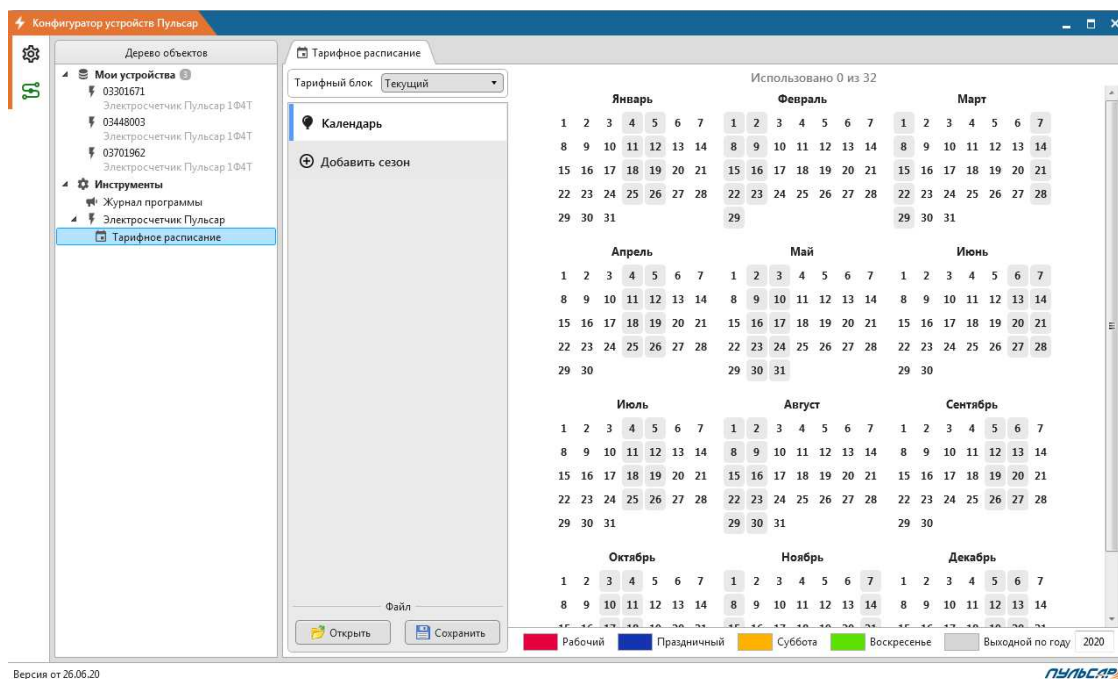 Конфигуратор устройств Пульсар
Дерево объектов
Мои устройства 3
03301671
Электросчетчик Пульсар 1Ф4Т
03448003
Электросчетчик Пульсар 1Ф4Т
03701962
Электросчетчик Пульсар 1Ф4Т
Инструменты
Журнал программы
Электросчетчик Пульсар
Тарифное расписание
Тарифное расписание
Тарифный блок Текущий
Календарь
Добавить сезон
Файл
Открыть Сохранить
Использовано 0 из 32
Январь Февраль Март
1 2 3 4 5 6 7 1 2 3 4 5 6 7 1 2 3 4 5 6 7
8 9 10 11 12 13 14 8 9 10 11 12 13 14 8 9 10 11 12 13 14
15 16 17 18 19 20 21 15 16 17 18 19 20 21 15 16 17 18 19 20 21
22 23 24 25 26 27 28 22 23 24 25 26 27 28 22 23 24 25 26 27 28
29 30 31 29 29 30 31
Апрель Май Июнь
1 2 3 4 5 6 7 1 2 3 4 5 6 7 1 2 3 4 5 6 7
8 9 10 11 12 13 14 8 9 10 11 12 13 14 8 9 10 11 12 13 14
15 16 17 18 19 20 21 15 16 17 18 19 20 21 15 16 17 18 19 20 21
22 23 24 25 26 27 28 22 23 24 25 26 27 28 22 23 24 25 26 27 28
29 30 29 30 31 29 30
Июль Август Сентябрь
1 2 3 4 5 6 7 1 2 3 4 5 6 7 1 2 3 4 5 6 7
8 9 10 11 12 13 14 8 9 10 11 12 13 14 8 9 10 11 12 13 14
15 16 17 18 19 20 21 15 16 17 18 19 20 21 15 16 17 18 19 20 21
22 23 24 25 26 27 28 22 23 24 25 26 27 28 22 23 24 25 26 27 28
29 30 31 29 30 31 29 30
Октябрь Ноябрь Декабрь
1 2 3 4 5 6 7 1 2 3 4 5 6 7 1 2 3 4 5 6 7
8 9 10 11 12 13 14 8 9 10 11 12 13 14 8 9 10 11 12 13 14
Рабочий Праздничный Суббота Воскресенье Выходной по году 2020
Версия от 26.06.20
ПУЛЬСАР